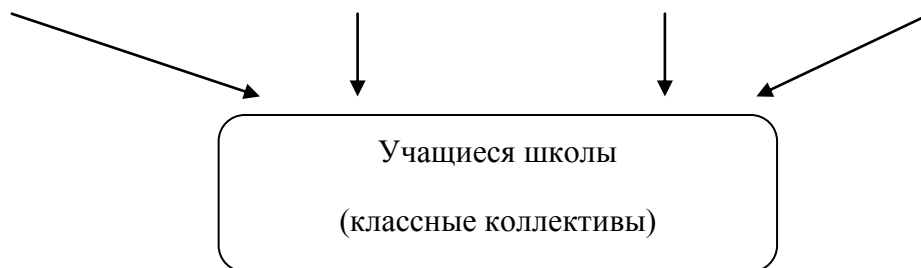 Учащиеся школы
(классные коллективы)